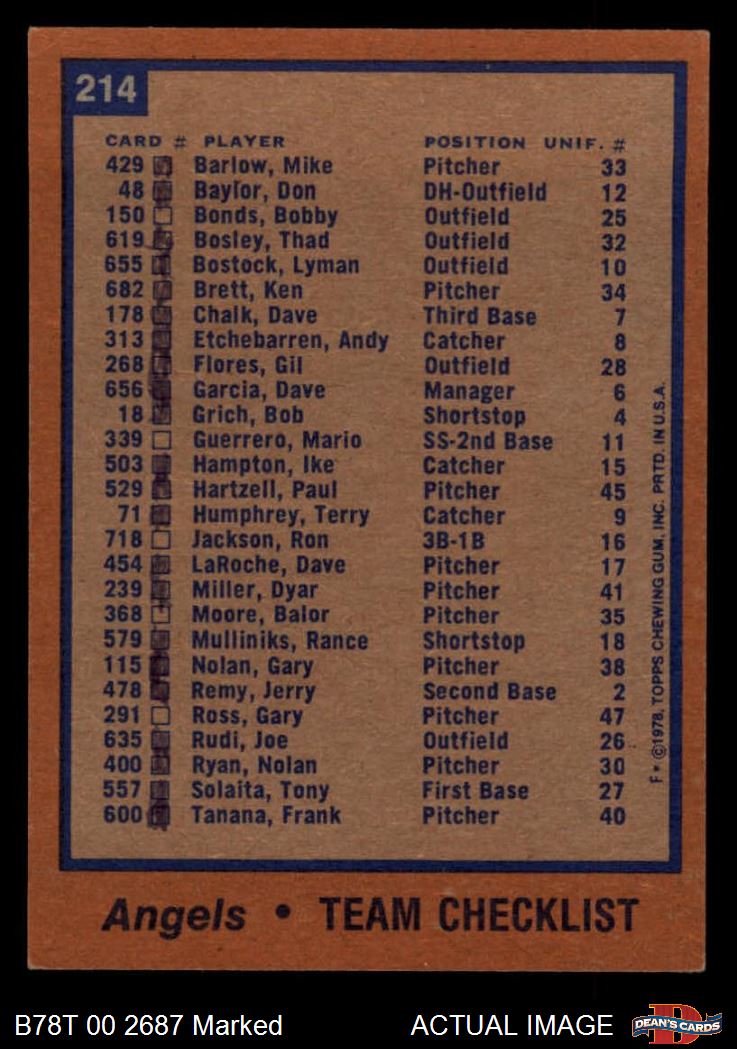 214
CARD # PLAYER POSITION UNIF. #
429 Barlow, Mike Pitcher 33
48 Baylor, Don DH-Outfield 12
150 Bonds, Bobby Outfield 25
619 Bosley, Thad Outfield 32
655 Bostock, Lyman Outfield 10
682 Brett, Ken Pitcher 34
178 Chalk, Dave Third Base 7
313 Etchebarren, Andy Catcher 8
268 Flores, Gil Outfield 28
656 Garcia, Dave Manager 6
18 Grich, Bob Shortstop 4
339 Guerrero, Mario SS-2nd Base 11
503 Hampton, Ike Catcher 15
529 Hartzell, Paul Pitcher 45
71 Humphrey, Terry Catcher 9
718 Jackson, Ron 3B-1B 16
454 LaRoche, Dave Pitcher 17
239 Miller, Dyar Pitcher 41
368 Moore, Balor Pitcher 35
579 Mulliniks, Rance Shortstop 18
115 Nolan, Gary Pitcher 38
478 Remy, Jerry Second Base 2
291 Ross, Gary Pitcher 47
635 Rudi, Joe Outfield 26
400 Ryan, Nolan Pitcher 30
557 Solaita, Tony First Base 27
600 Tanana, Frank Pitcher 40
F* ©1978, TOPPS CHEWING GUM, INC. PRTD. IN U.S.A.
Angels • TEAM CHECKLIST
B78T 00 2687 Marked ACTUAL IMAGE
D
DEAN'S CARDS